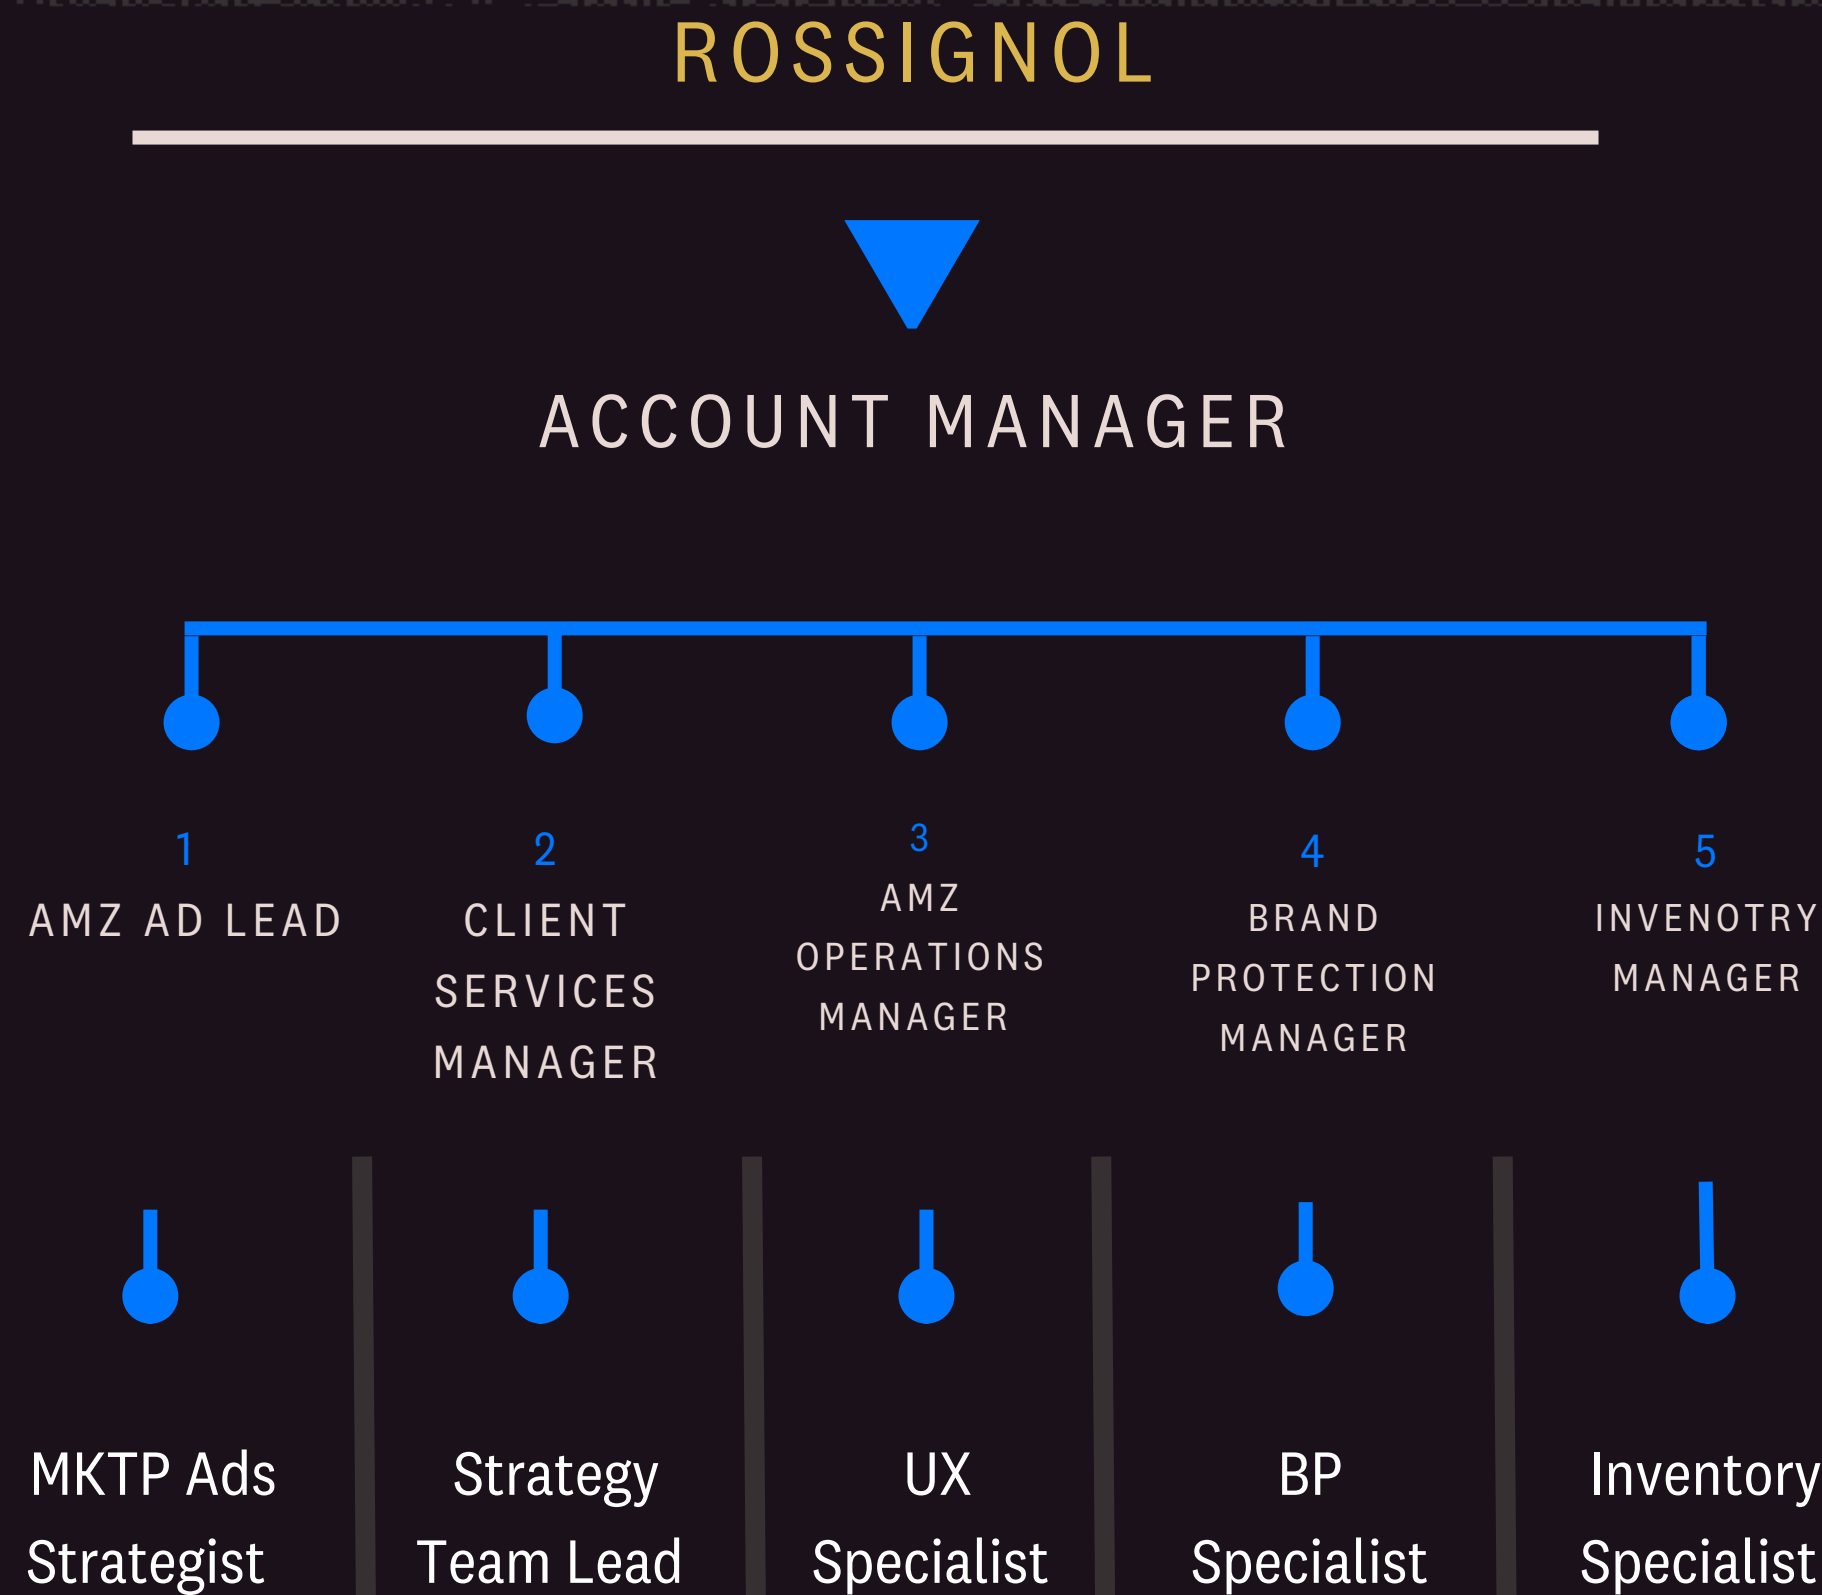 ROSSIGNOL
ACCOUNT MANAGER
1
AMZ AD LEAD
2
CLIENT
SERVICES
MANAGER
3
AMZ
OPERATIONS
MANAGER
4
BRAND
PROTECTION
MANAGER
5
INVENOTRY
MANAGER
MKTP Ads
Strategist
Strategy
Team Lead
UX
Specialist
BP
Specialist
Inventory
Specialist